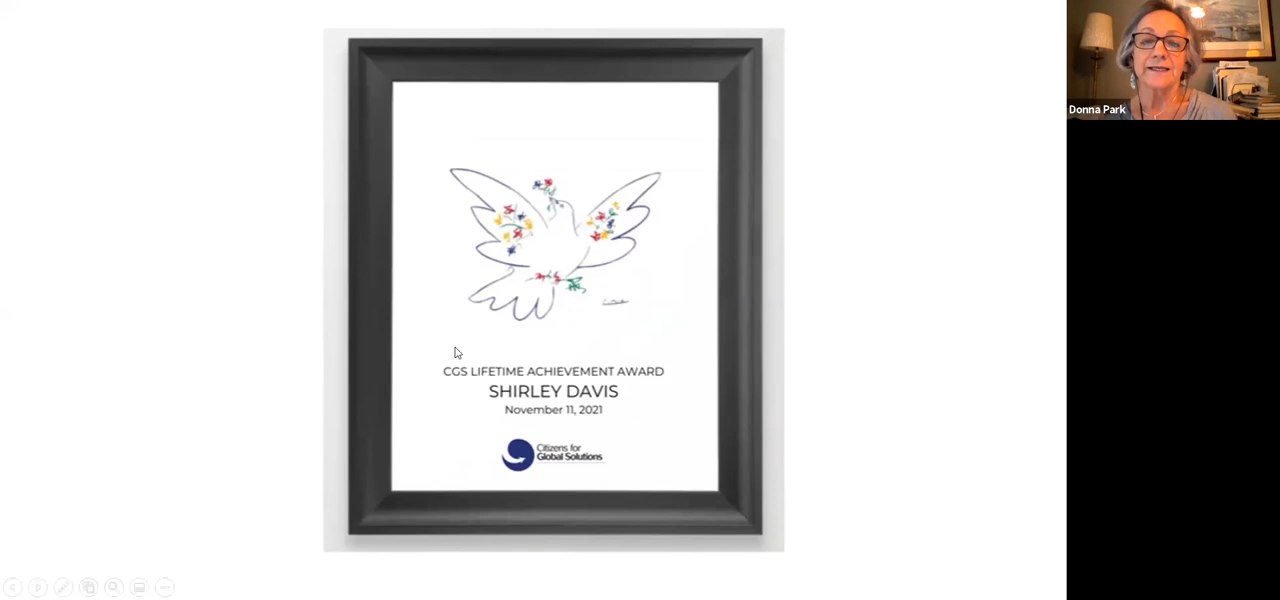 Donna Park
CGS LIFETIME ACHIEVEMENT AWARD
SHIRLEY DAVIS
November 11, 2021
Citizens for
Global Solutions